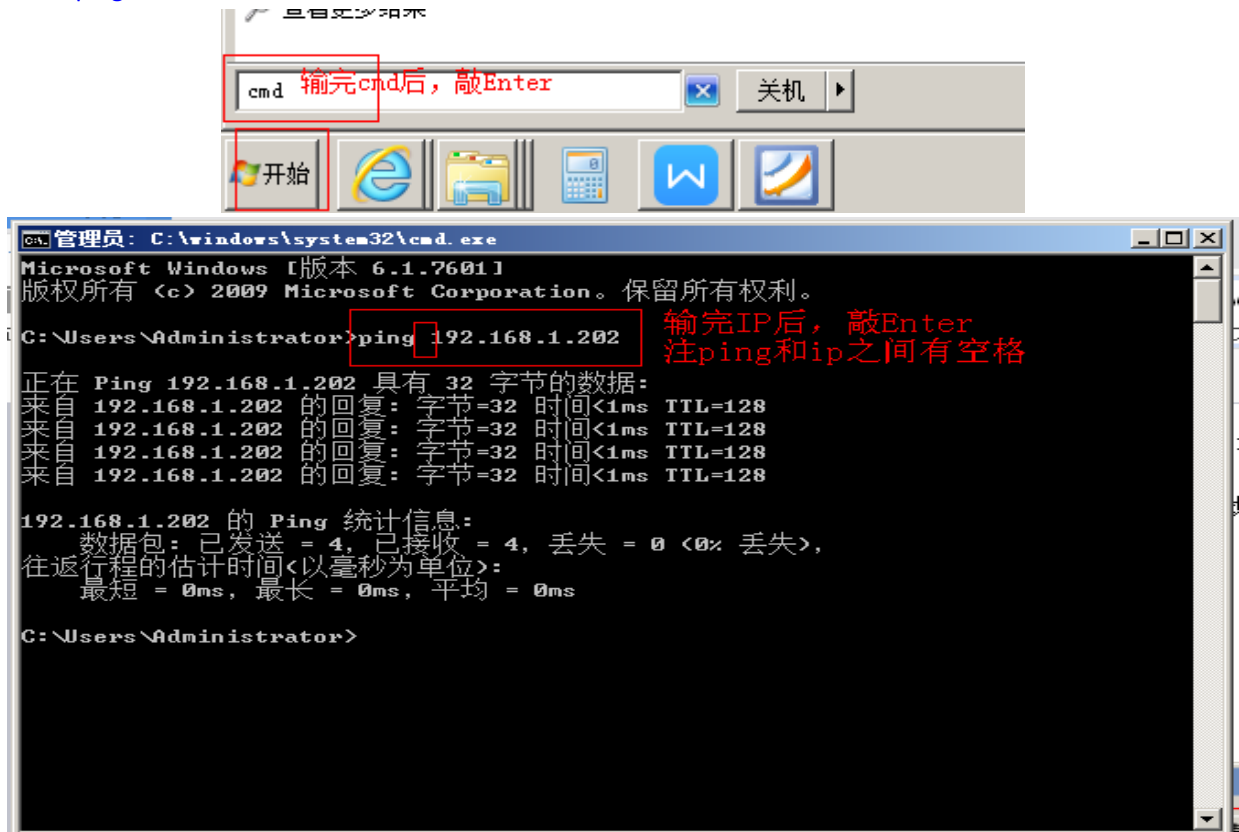 查看更多结果
cmd 输完cnd后，敲Enter
关机
开始
管理员: C:\windows\system32\cmd.exe
Microsoft Windows [版本 6.1.7601]
版权所有 (c) 2009 Microsoft Corporation。保留所有权利。
C:\Users\Administrator>ping 192.168.1.202
输完IP后，敲Enter
注ping和ip之间有空格
正在 Ping 192.168.1.202 具有 32 字节的数据:
来自 192.168.1.202 的回复: 字节=32 时间<1ms TTL=128
来自 192.168.1.202 的回复: 字节=32 时间<1ms TTL=128
来自 192.168.1.202 的回复: 字节=32 时间<1ms TTL=128
来自 192.168.1.202 的回复: 字节=32 时间<1ms TTL=128
192.168.1.202 的 Ping 统计信息:
数据包: 已发送 = 4，已接收 = 4，丢失 = 0 (0% 丢失)，
往返行程的估计时间(以毫秒为单位):
最短 = 0ms，最长 = 0ms，平均 = 0ms
C:\Users\Administrator>